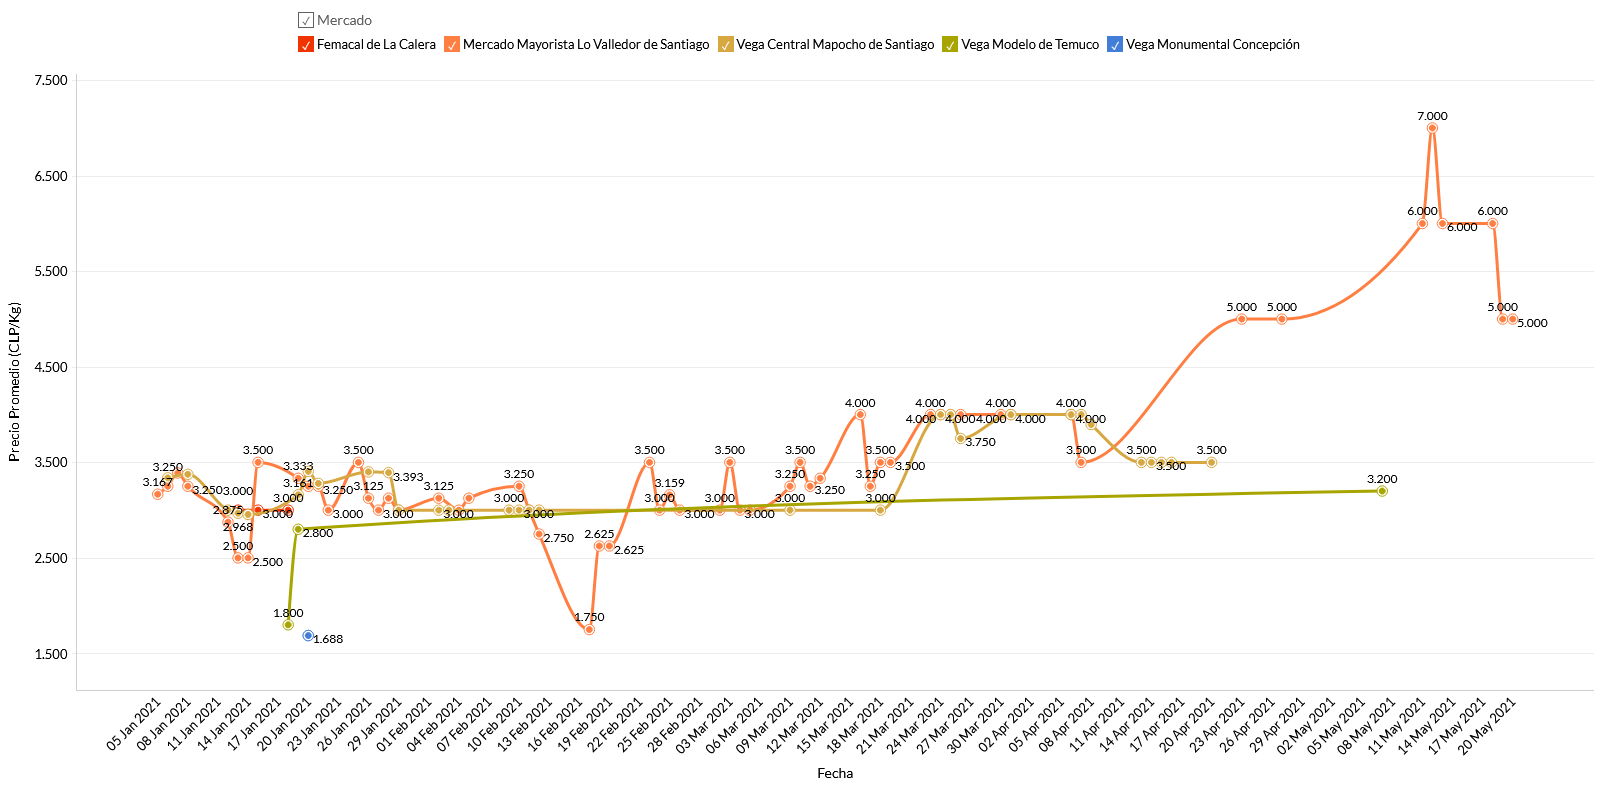 Mercado
Femacal de La Calera Mercado Mayorista Lo Valledor de Santiago Vega Central Mapocho de Santiago Vega Modelo de Temuco Vega Monumental Concepción
7.500
6.500
5.500
4.500
3.500
2.500
1.500
Precio Promedio (CLP/Kg)
3.167
3.250
3.250
2.875
3.000
2.968
2.500
2.500
3.500
3.000
3.000
3.333
3.161
2.800
1.800
1.688
3.250
3.000
3.500
3.125
3.393
3.000
3.125
3.000
3.250
3.000
3.000
2.750
1.750
2.625
2.625
3.500
3.159
3.000
3.000
3.500
3.000
3.000
3.500
3.250
3.000
3.250
4.000
3.500
3.250
3.000
3.500
4.000
4.000
4.000
3.750
4.000
4.000
4.000
4.000
4.000
3.500
3.500
3.500
3.500
5.000
5.000
3.200
7.000
6.000
6.000
6.000
5.000
5.000
05 Jan 2021
08 Jan 2021
11 Jan 2021
14 Jan 2021
17 Jan 2021
20 Jan 2021
23 Jan 2021
26 Jan 2021
29 Jan 2021
01 Feb 2021
04 Feb 2021
07 Feb 2021
10 Feb 2021
13 Feb 2021
16 Feb 2021
19 Feb 2021
22 Feb 2021
25 Feb 2021
28 Feb 2021
03 Mar 2021
06 Mar 2021
09 Mar 2021
12 Mar 2021
15 Mar 2021
18 Mar 2021
21 Mar 2021
24 Mar 2021
27 Mar 2021
30 Mar 2021
02 Apr 2021
05 Apr 2021
08 Apr 2021
11 Apr 2021
14 Apr 2021
17 Apr 2021
20 Apr 2021
23 Apr 2021
26 Apr 2021
29 Apr 2021
02 May 2021
05 May 2021
08 May 2021
11 May 2021
14 May 2021
17 May 2021
20 May 2021
Fecha